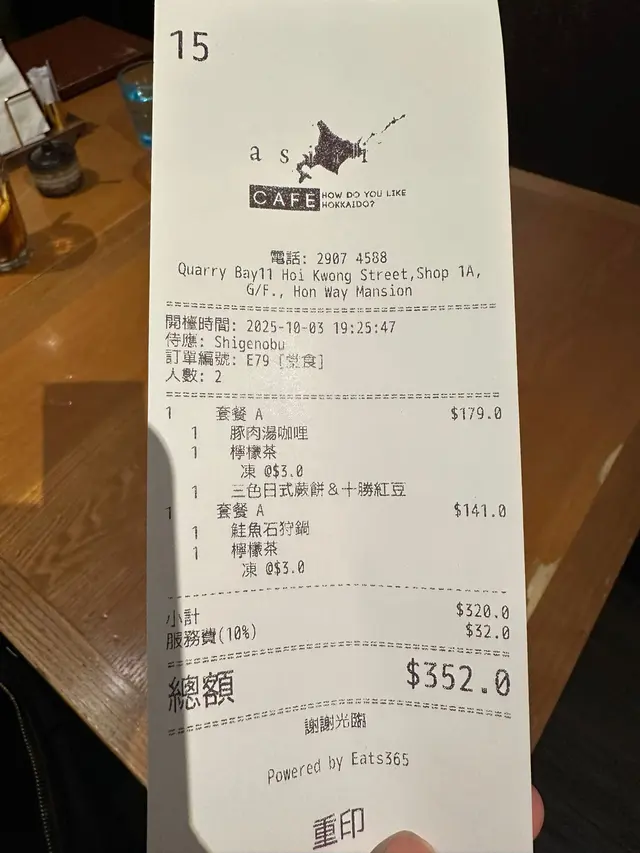 15
asahi
CAFE HOW DO YOU LIKE HOKKAIDO?
電話: 2907 4588
Quarry Bay11 Hoi Kwong Street,Shop 1A,
G/F., Hon Way Mansion
開檯時間: 2025-10-03 19:25:47
侍應: Shigenobu
訂單編號: E79 [堂食]
人數: 2
1 套餐 A $179.0
1 豚肉湯咖哩
1 檸檬茶
凍 @$3.0
1 三色日式蕨餅＆十勝紅豆
1 套餐 A $141.0
1 鮭魚石狩鍋
1 檸檬茶
凍 @$3.0
小計 $320.0
服務費(10%) $32.0
總額 $352.0
謝謝光臨
Powered by Eats365
重印